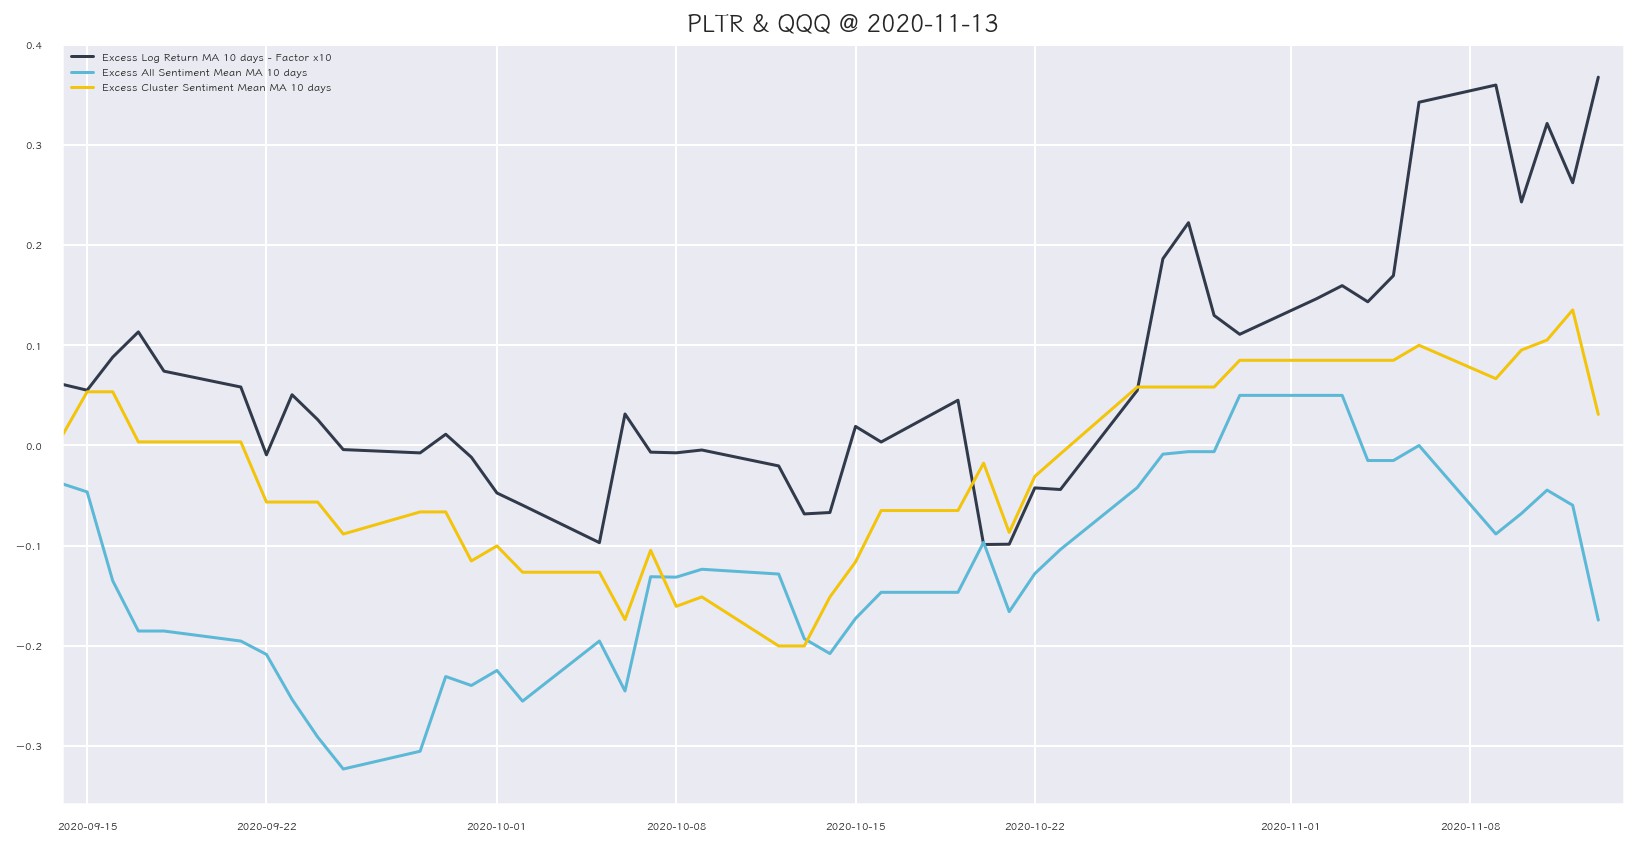 PLTR & QQQ @ 2020-11-13
0.4
Excess Log Return MA 10 days - Factor x10
Excess All Sentiment Mean MA 10 days
Excess Cluster Sentiment Mean MA 10 days
0.3
0.2
0.1
0.0
−0.1
−0.2
−0.3
2020-09-15 2020-09-22 2020-10-01 2020-10-08 2020-10-15 2020-10-22 2020-11-01 2020-11-08